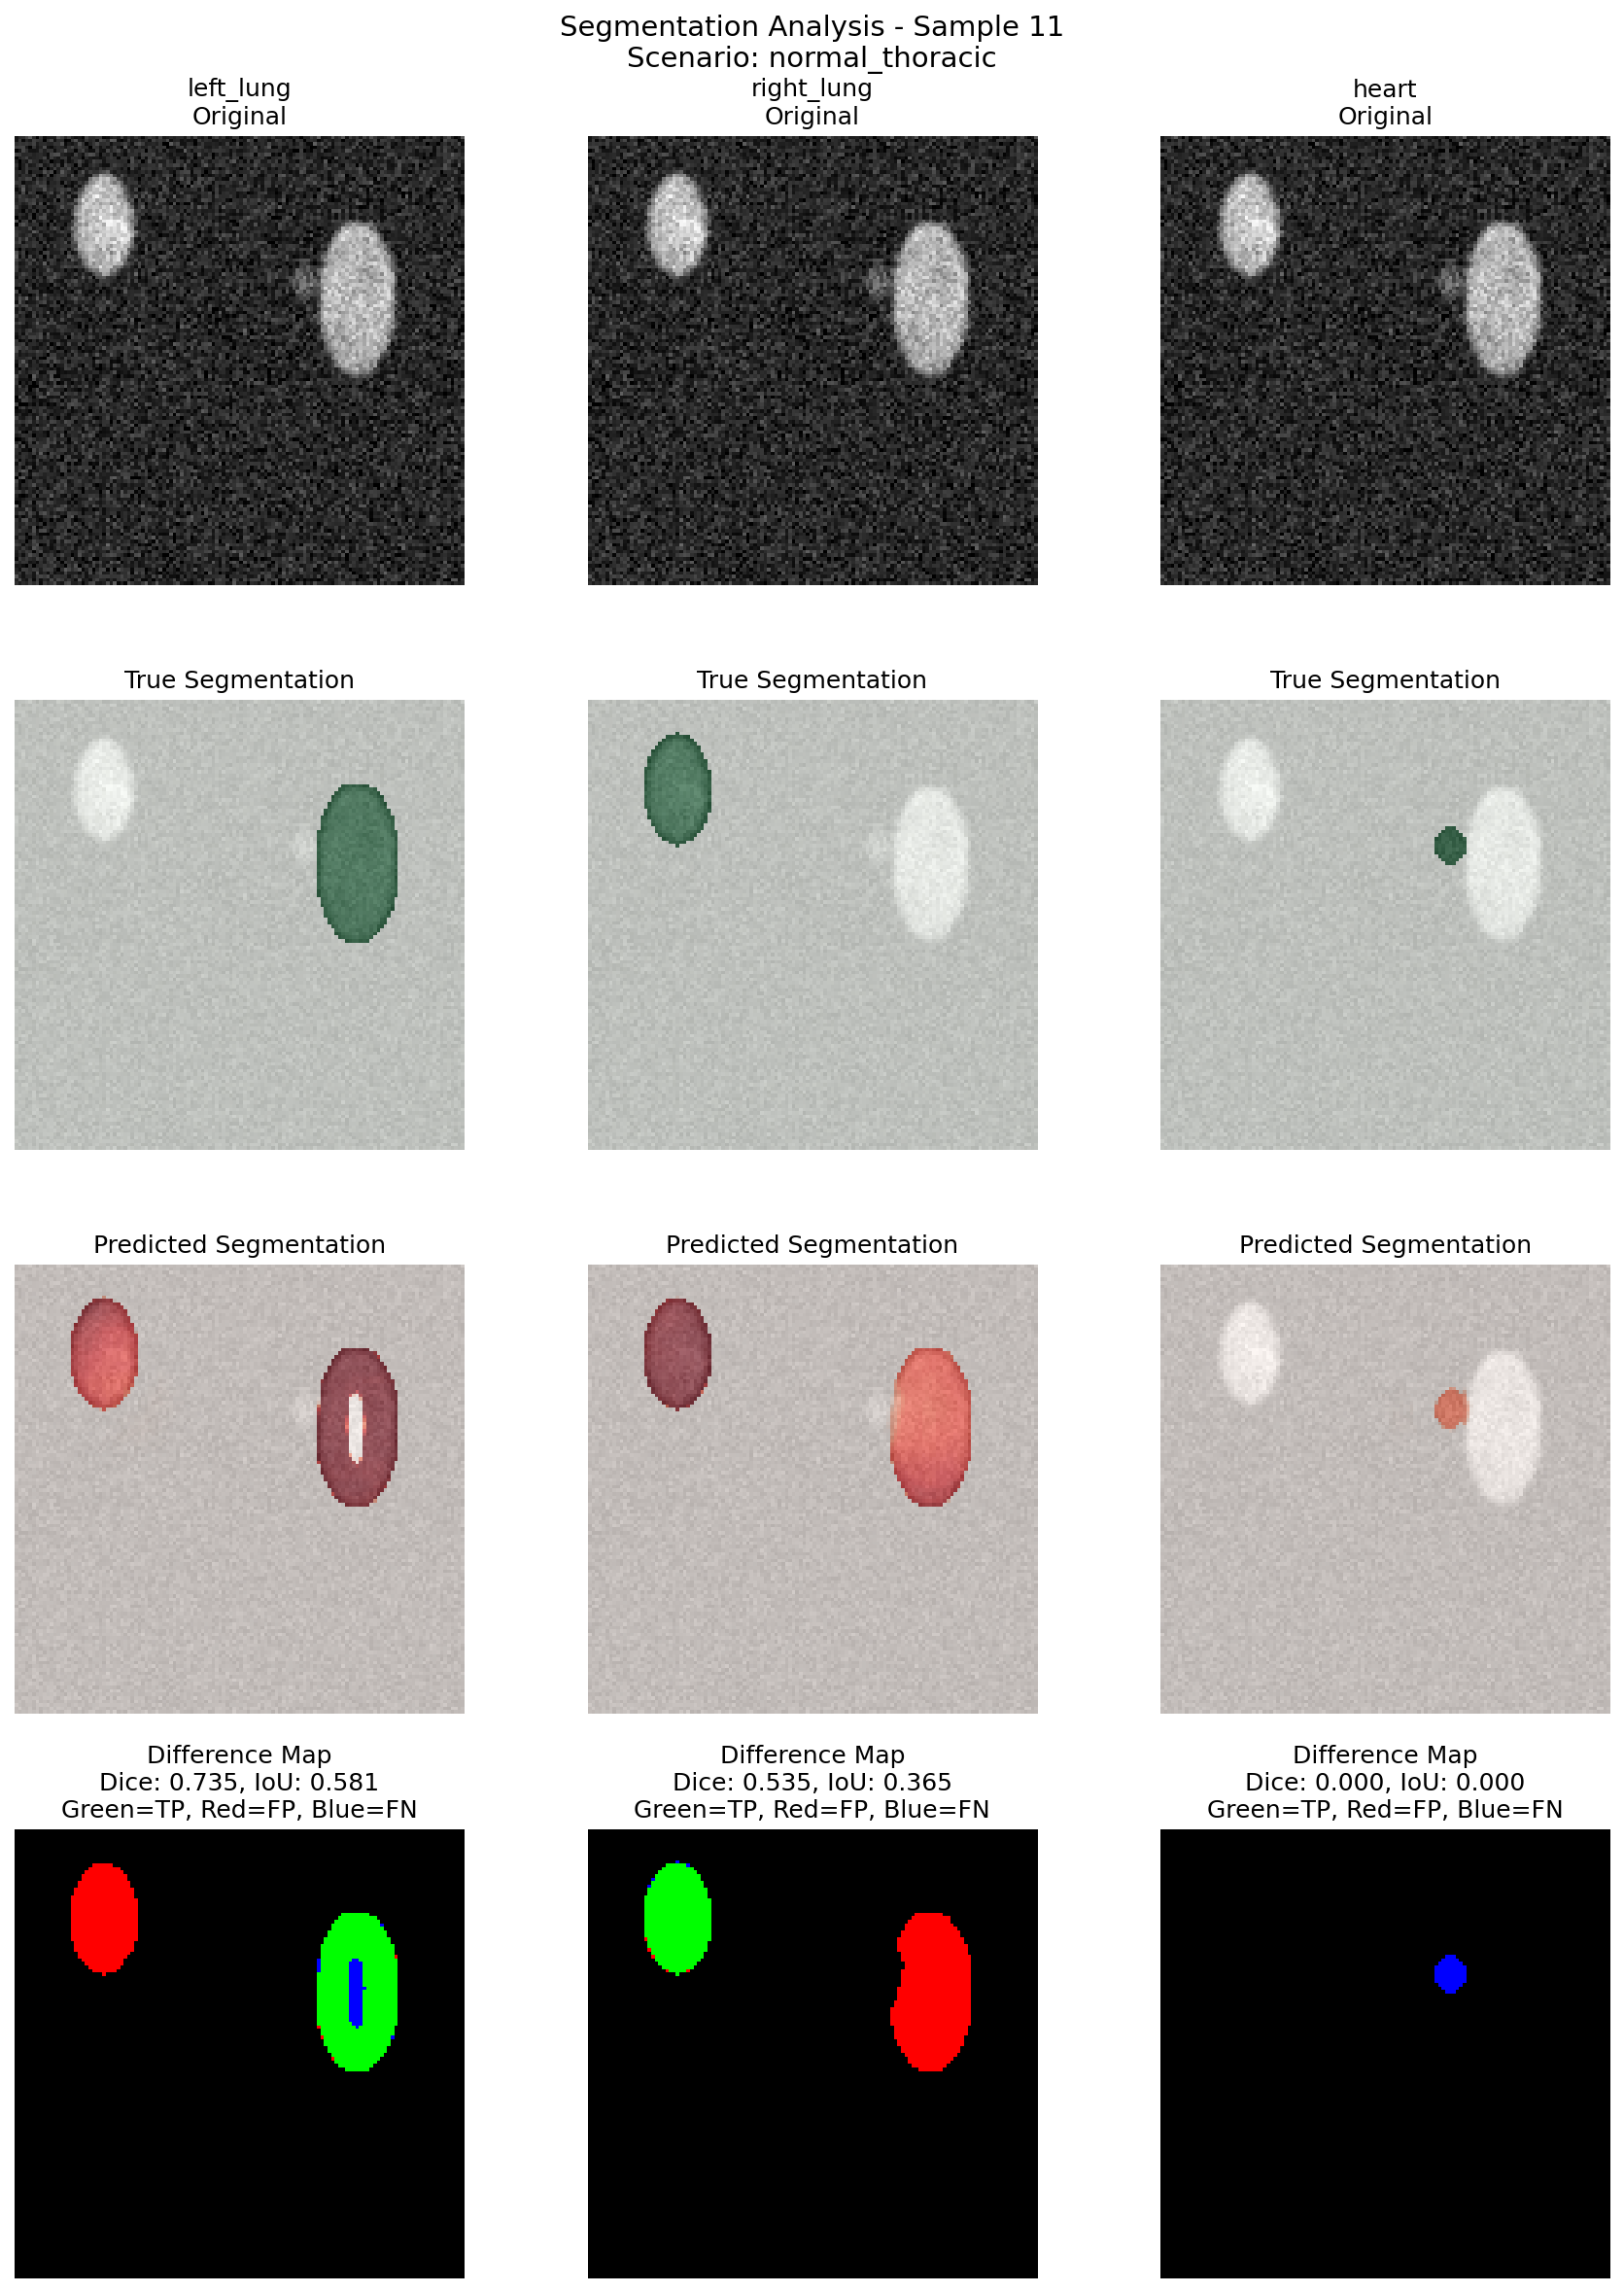 Segmentation Analysis - Sample 11
Scenario: normal_thoracic
left_lung
Original
right_lung
Original
heart
Original
True Segmentation
True Segmentation
True Segmentation
Predicted Segmentation
Predicted Segmentation
Predicted Segmentation
Difference Map
Dice: 0.735, IoU: 0.581
Green=TP, Red=FP, Blue=FN
Difference Map
Dice: 0.535, IoU: 0.365
Green=TP, Red=FP, Blue=FN
Difference Map
Dice: 0.000, IoU: 0.000
Green=TP, Red=FP, Blue=FN